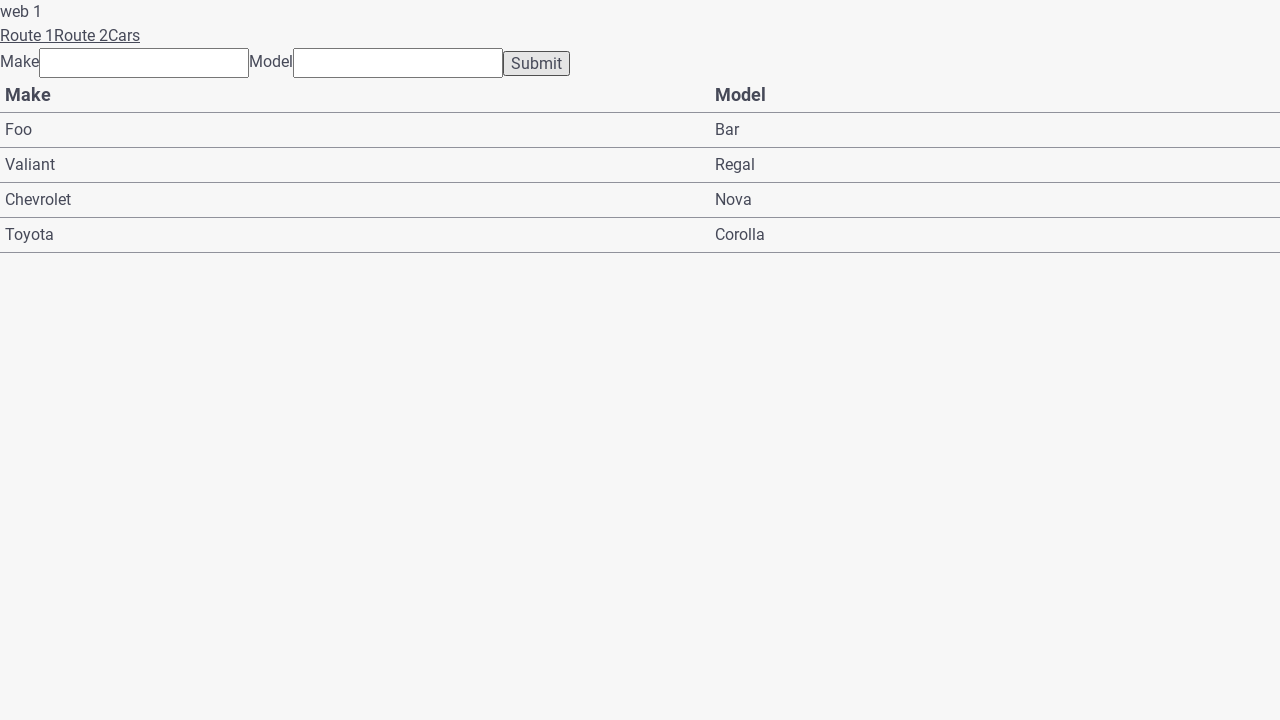 web 1
Route 1Route 2Cars
Make Model Submit
Make Model
Foo Bar
Valiant Regal
Chevrolet Nova
Toyota Corolla